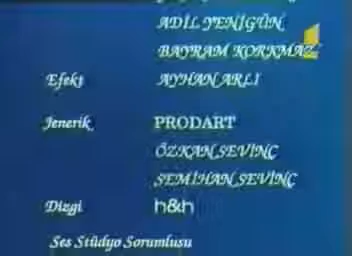 ADİL YENİGÜN
BAYRAM KORKMAZ
Efekt AYHAN ARLI
Jenerik PRODART
ÖZKAN SEVİNÇ
SEMİHAN SEVİNÇ
Dizgi h&h
Ses Stüdyo Sorumlusu